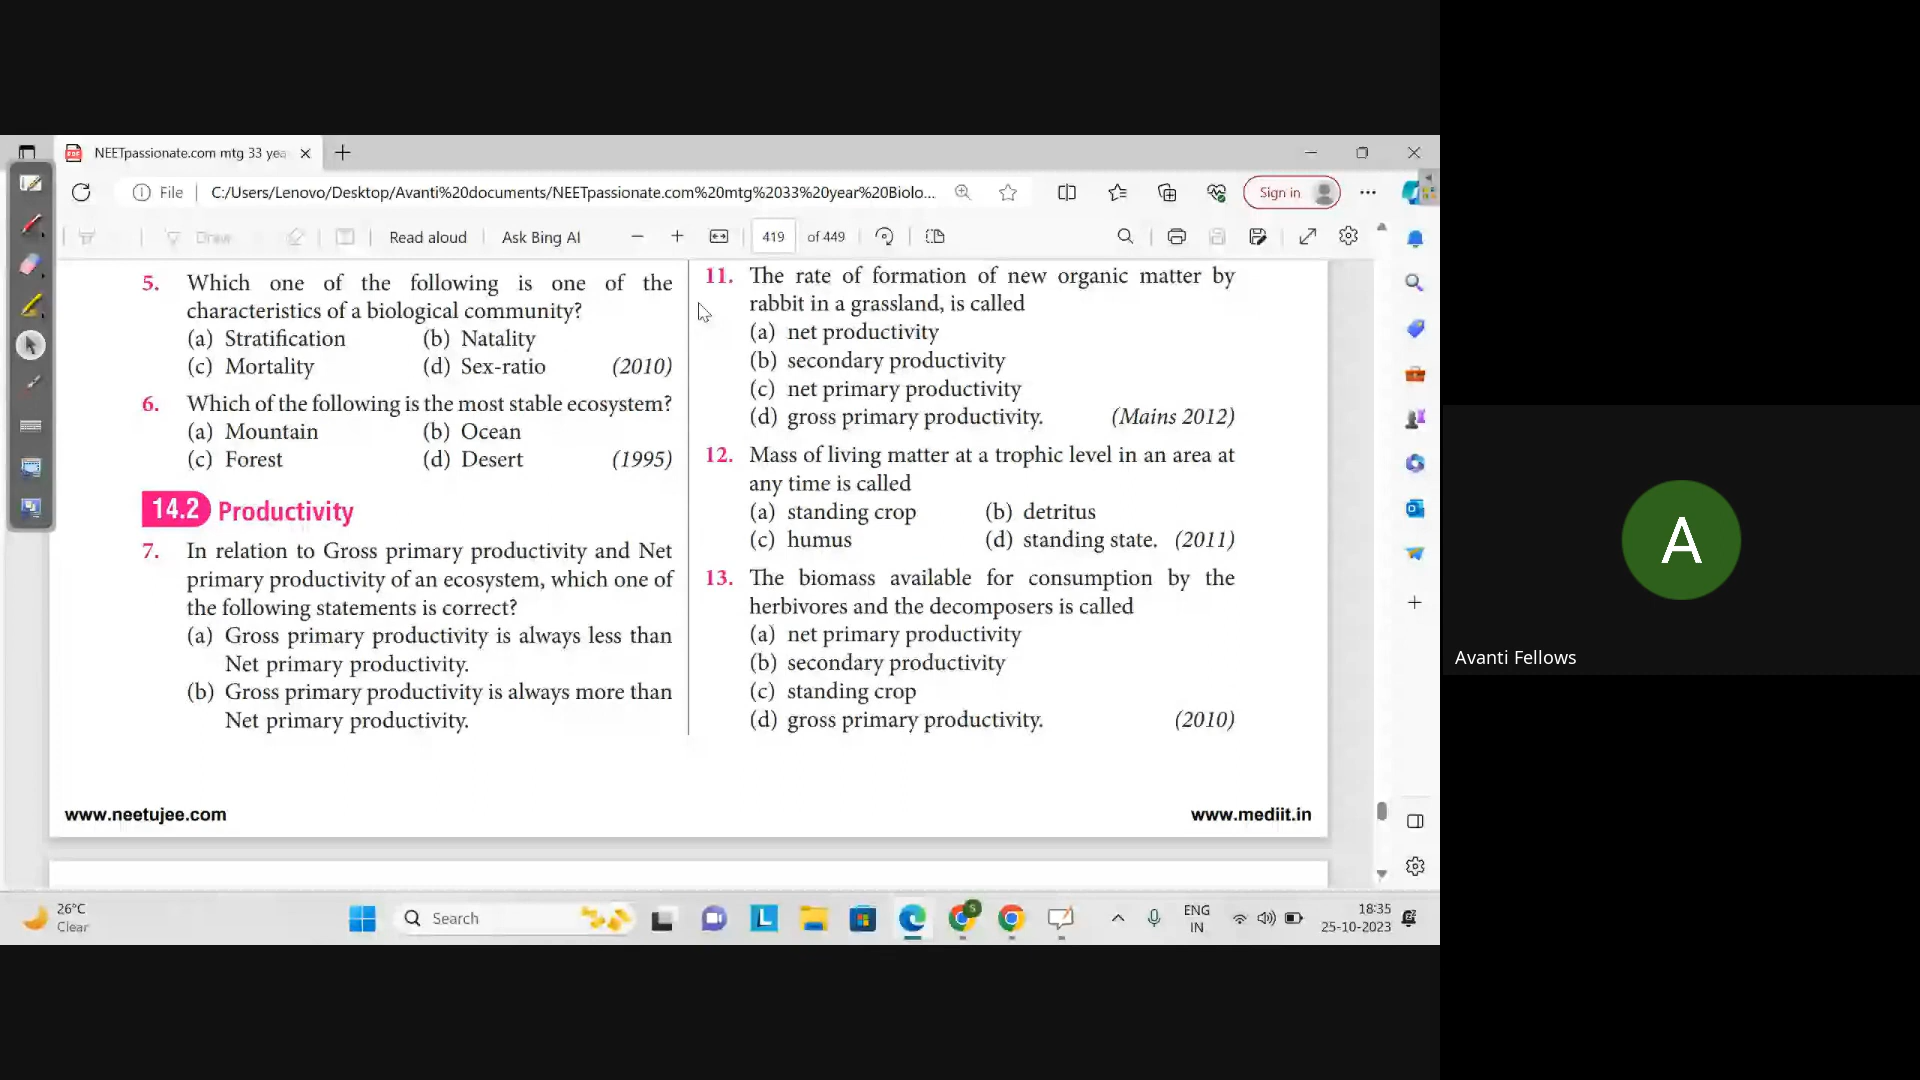 NEETpassionate.com mtg 33 yea
File
C:/Users/Lenovo/Desktop/Avanti%20documents/NEETpassionate.com%20mtg%2033%20year%20Biolo...
Sign in
Draw
Read aloud
Ask Bing AI
419
of 449
5. Which one of the following is one of the
characteristics of a biological community?
(a) Stratification (b) Natality
(c) Mortality (d) Sex-ratio (2010)
6. Which of the following is the most stable ecosystem?
(a) Mountain (b) Ocean
(c) Forest (d) Desert (1995)
14.2 Productivity
7. In relation to Gross primary productivity and Net
primary productivity of an ecosystem, which one of
the following statements is correct?
(a) Gross primary productivity is always less than
Net primary productivity.
(b) Gross primary productivity is always more than
Net primary productivity.
11. The rate of formation of new organic matter by
rabbit in a grassland, is called
(a) net productivity
(b) secondary productivity
(c) net primary productivity
(d) gross primary productivity. (Mains 2012)
12. Mass of living matter at a trophic level in an area at
any time is called
(a) standing crop (b) detritus
(c) humus (d) standing state. (2011)
13. The biomass available for consumption by the
herbivores and the decomposers is called
(a) net primary productivity
(b) secondary productivity
(c) standing crop
(d) gross primary productivity. (2010)
www.neetujee.com
www.mediit.in
26°C
Clear
Search
L
S
ENG
IN
18:35
25-10-2023
A
Avanti Fellows